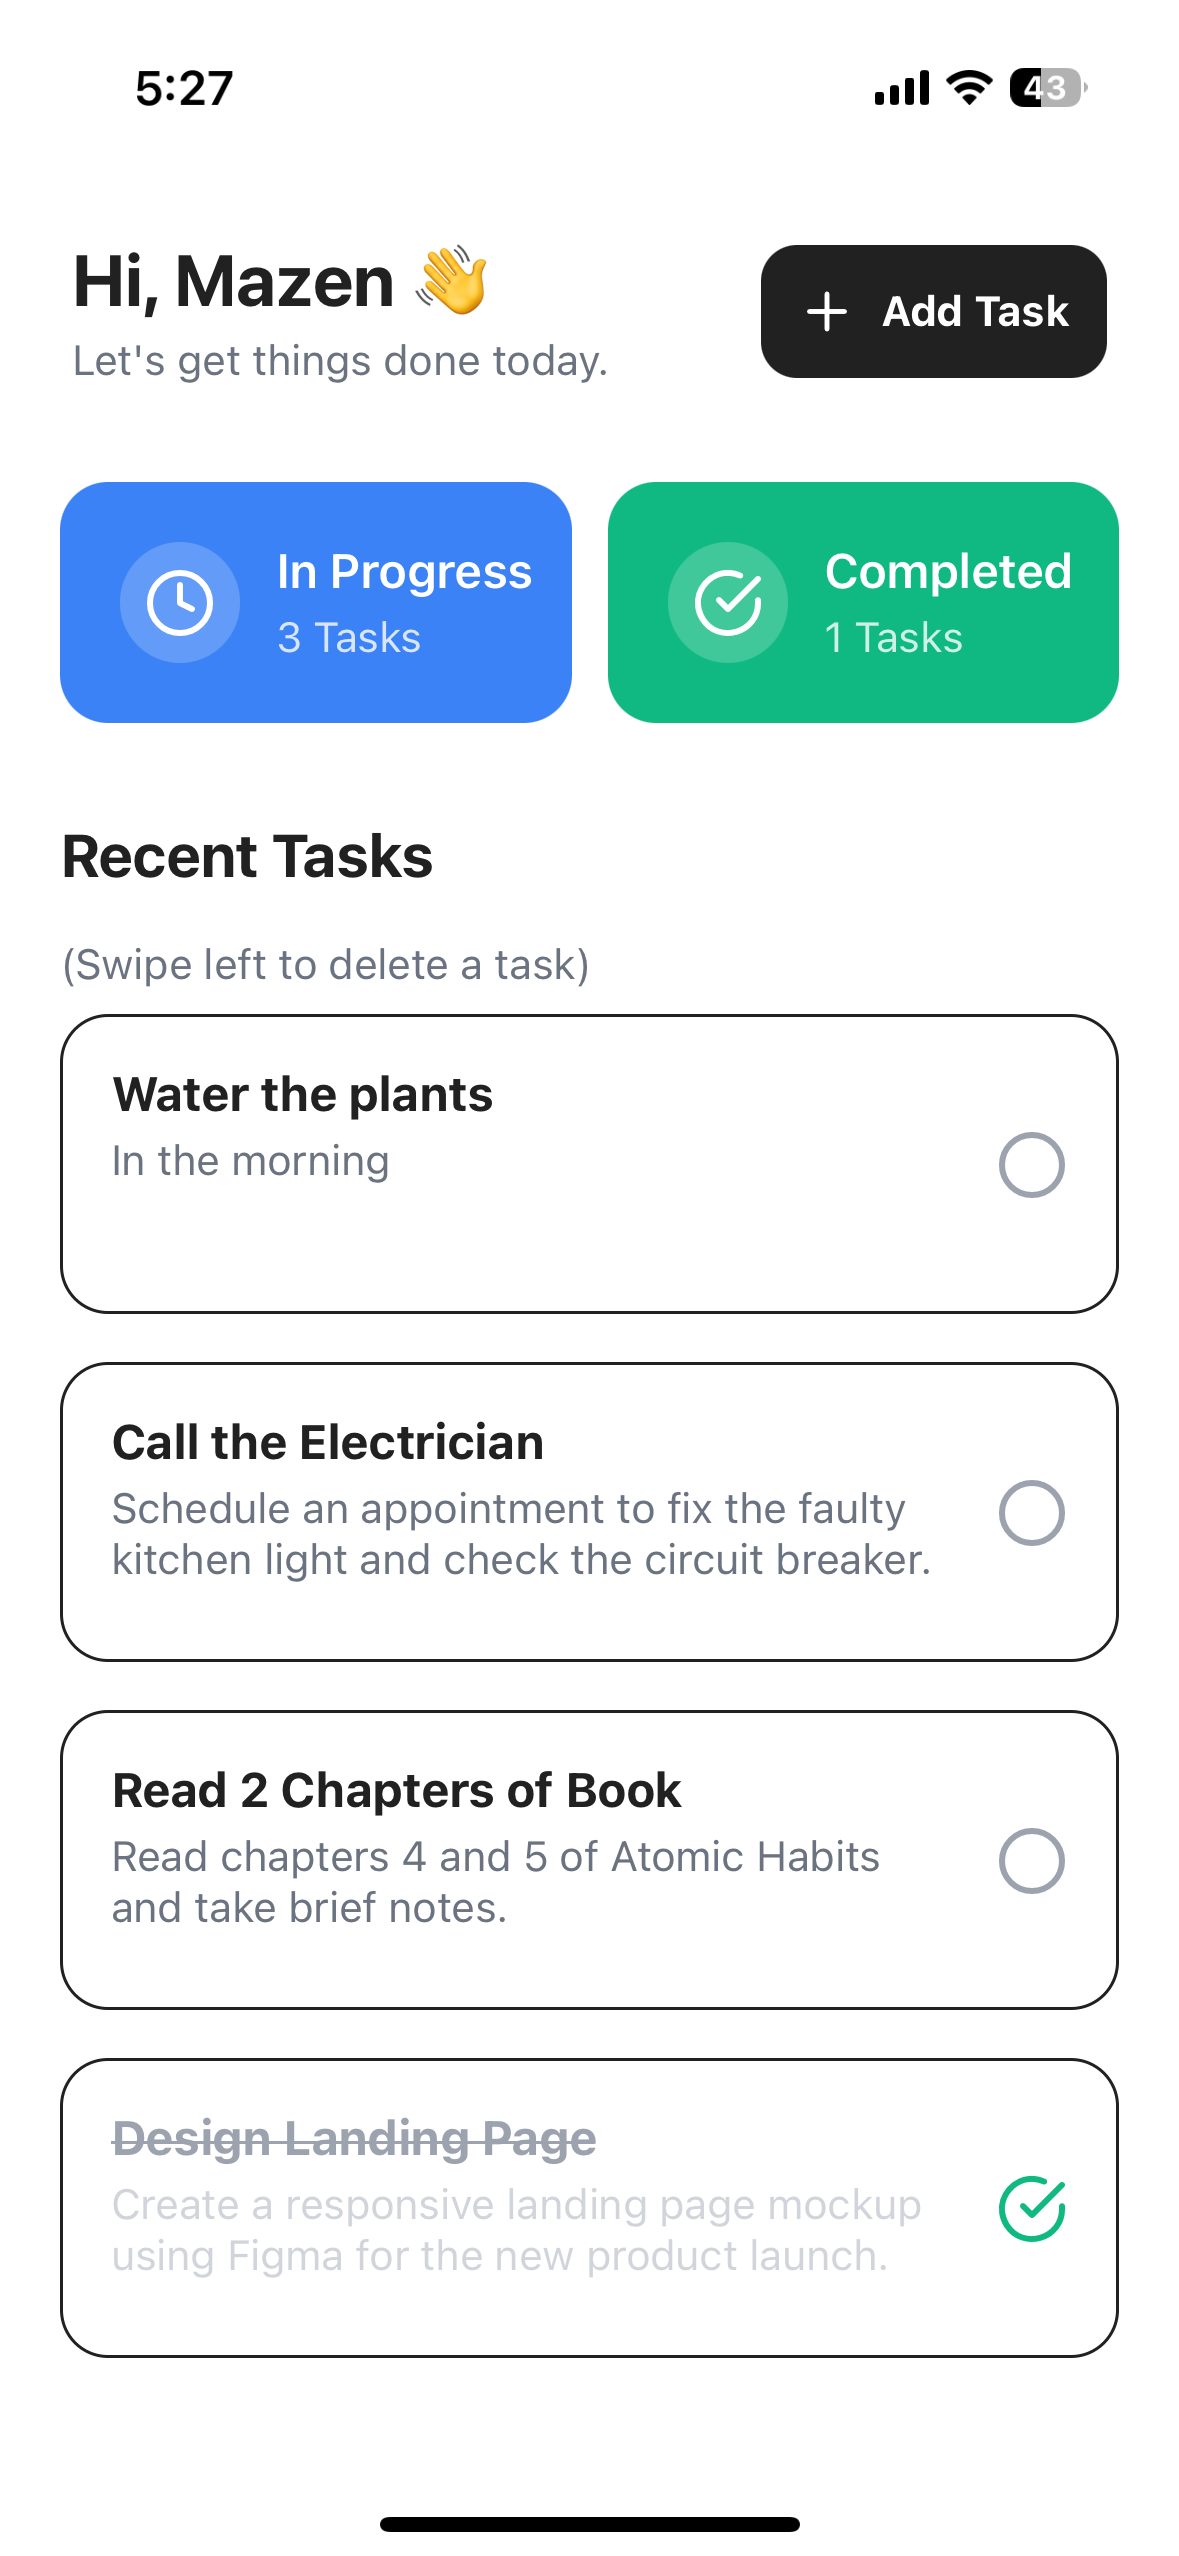 5:27
43
Hi, Mazen 👋
Let's get things done today.
Add Task
In Progress
3 Tasks
Completed
1 Tasks
Recent Tasks
(Swipe left to delete a task)
Water the plants
In the morning
Call the Electrician
Schedule an appointment to fix the faulty
kitchen light and check the circuit breaker.
Read 2 Chapters of Book
Read chapters 4 and 5 of Atomic Habits
and take brief notes.
Design Landing Page
Create a responsive landing page mockup
using Figma for the new product launch.